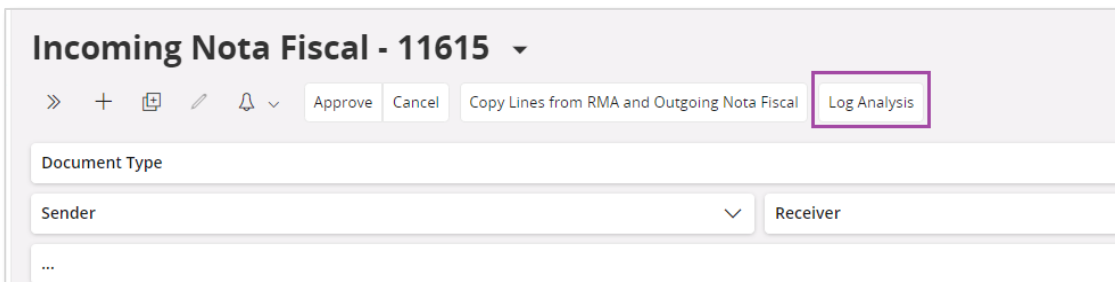 Incoming Nota Fiscal - 11615
Approve Cancel Copy Lines from RMA and Outgoing Nota Fiscal Log Analysis
Document Type
Sender Receiver
...